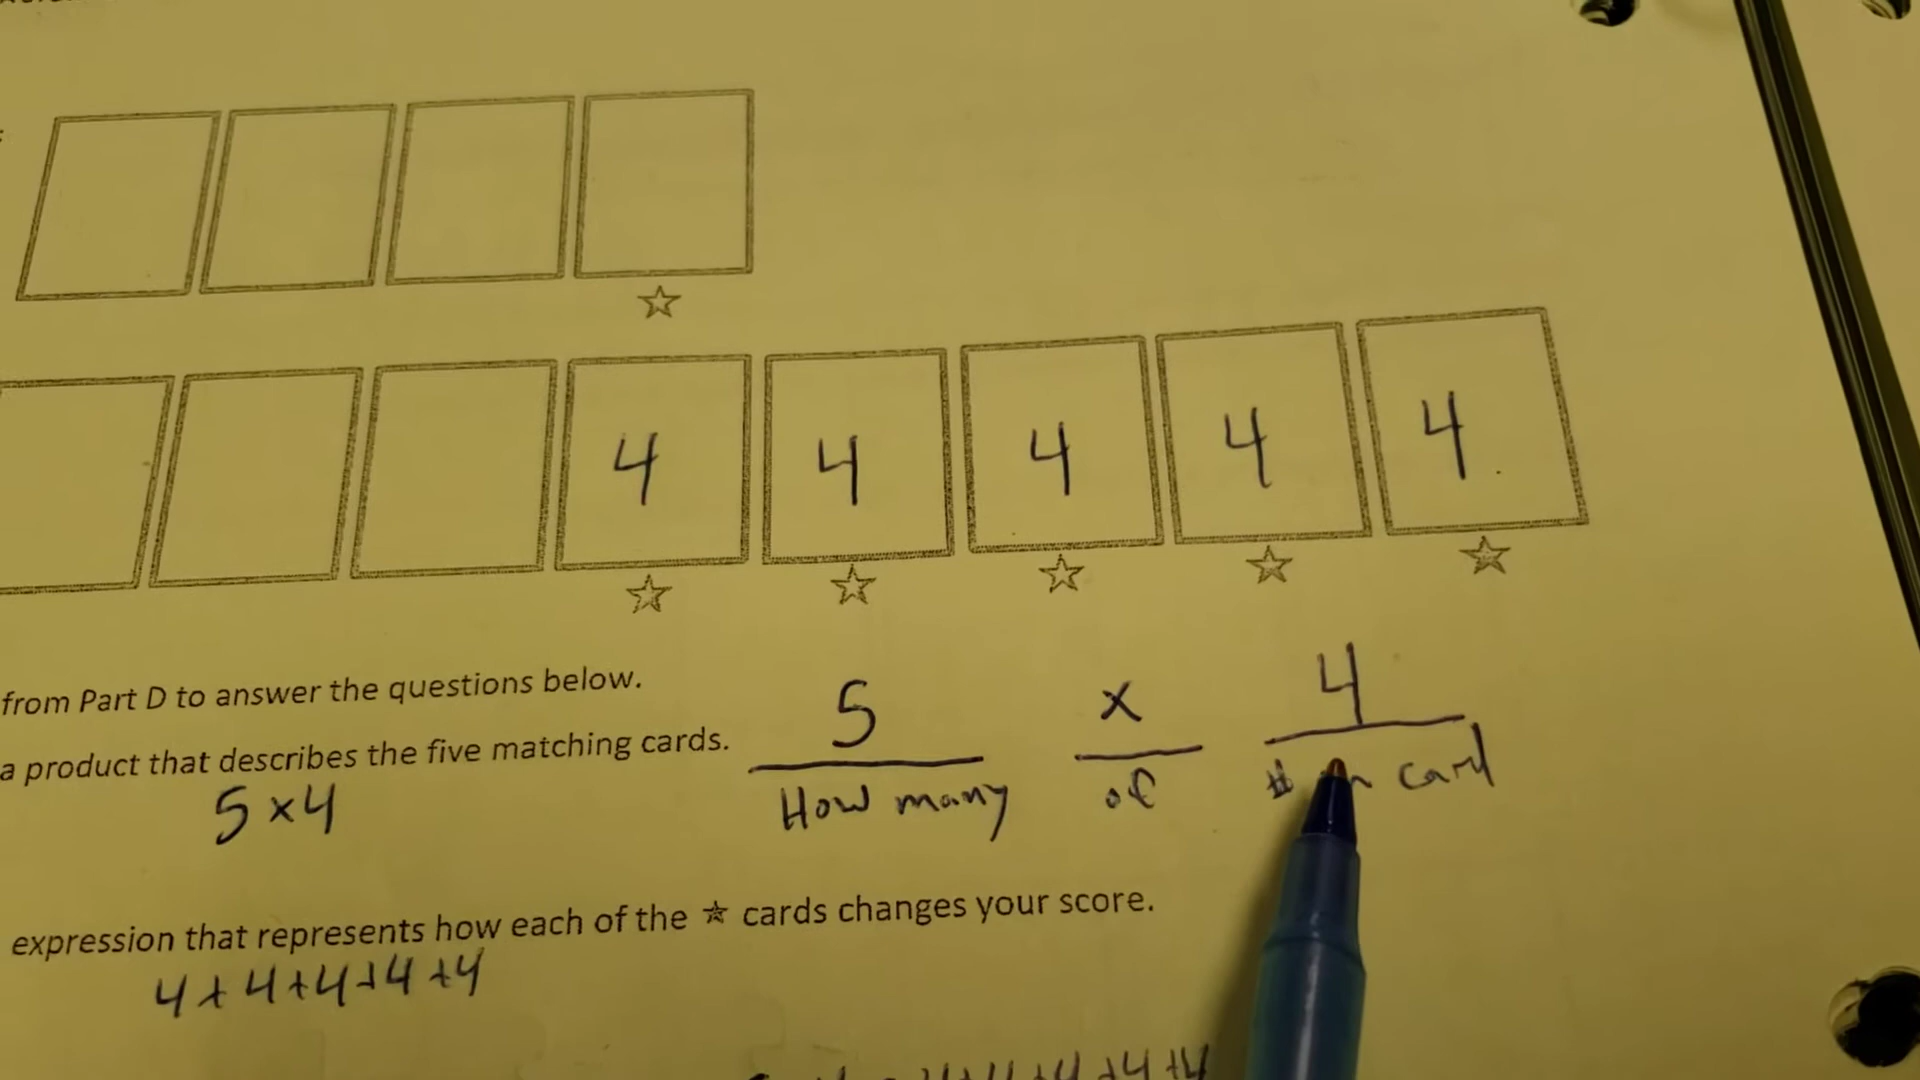 4 4 4 4 4
from Part D to answer the questions below.
a product that describes the five matching cards.
5 x 4
How many of # card
5 x 4
expression that represents how each of the ☆ cards changes your score.
4 + 4 + 4 + 4 + 4
+4+4